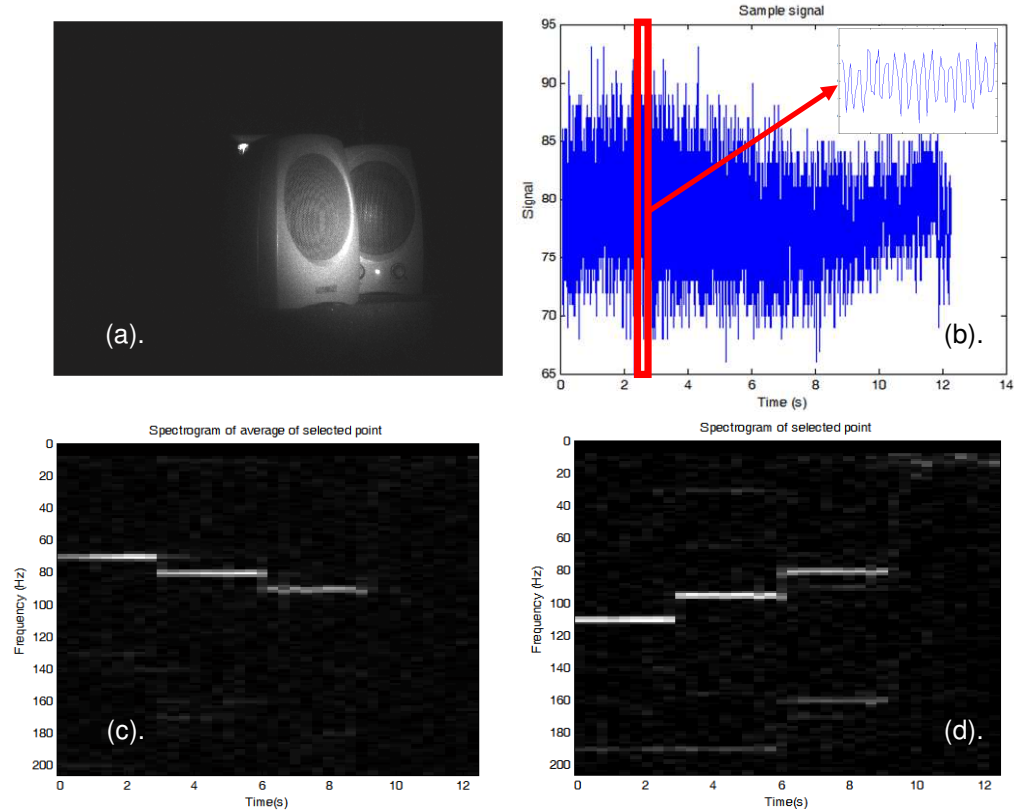 (a).
Sample signal
95
90
85
80
75
70
65
Signal
0 2 4 6 8 10 12 14
Time (s)
(b).
Spectrogram of average of selected point
0
20
40
60
80
100
120
140
160
180
200
Frequency (Hz)
0 2 4 6 8 10 12
Time(s)
(c).
Spectrogram of selected point
0
20
40
60
80
100
120
140
160
180
200
Frequency (Hz)
0 2 4 6 8 10 12
Time(s)
(d).